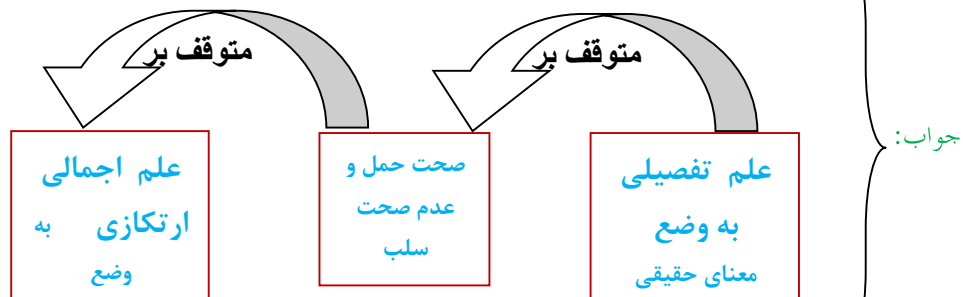 جواب:
متوقف بر
متوقف بر
علم تفصیلی
به وضع
معنای حقیقی
صحت حمل و
عدم صحت
سلب
علم اجمالی
ارتکازی به
وضع